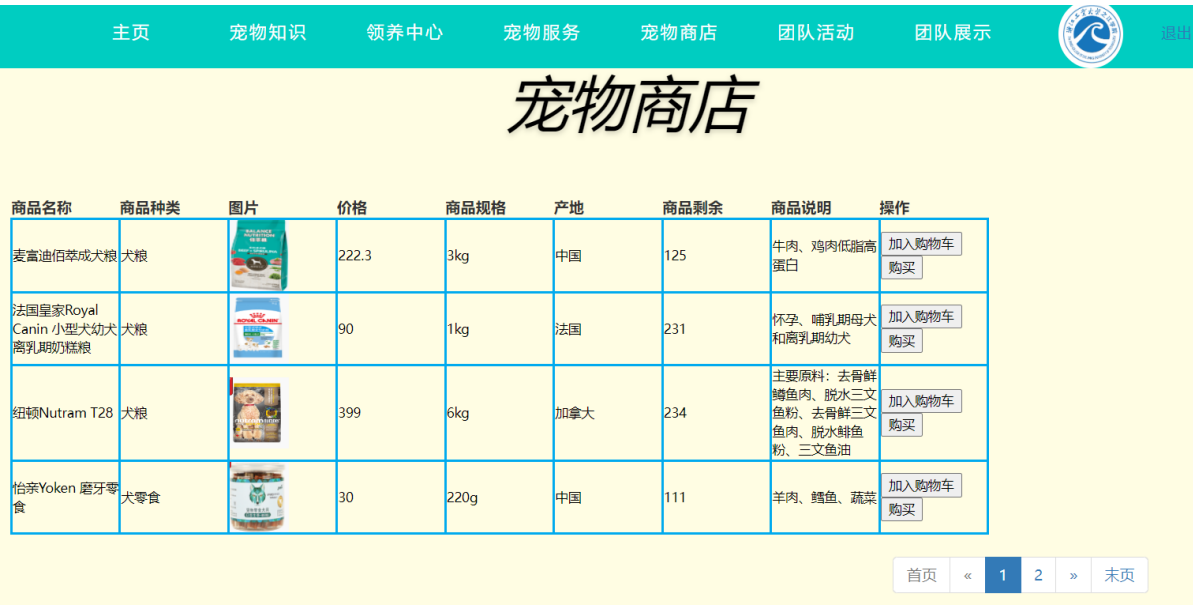 主页 宠物知识 领养中心 宠物服务 宠物商店 团队活动 团队展示 退出
宠物商店
商品名称 商品种类 图片 价格 商品规格 产地 商品剩余 商品说明 操作
麦富迪佰萃成犬粮 犬粮 222.3 3kg 中国 125 牛肉、鸡肉低脂高
蛋白
加入购物车
购买
法国皇家Royal
Canin 小型犬幼犬
离乳期奶糕粮
犬粮 90 1kg 法国 231 怀孕、哺乳期母犬
和离乳期幼犬
加入购物车
购买
纽顿Nutram T28 犬粮 399 6kg 加拿大 234 主要原料：去骨鲜
鳟鱼肉、脱水三文
鱼粉、去骨鲜三文
鱼肉、脱水鲱鱼
粉、三文鱼油
加入购物车
购买
怡亲Yoken 磨牙零
食
犬零食 30 220g 中国 111 羊肉、鳕鱼、蔬菜
加入购物车
购买
ROYAL CANIN
首页 « 1 2 » 末页